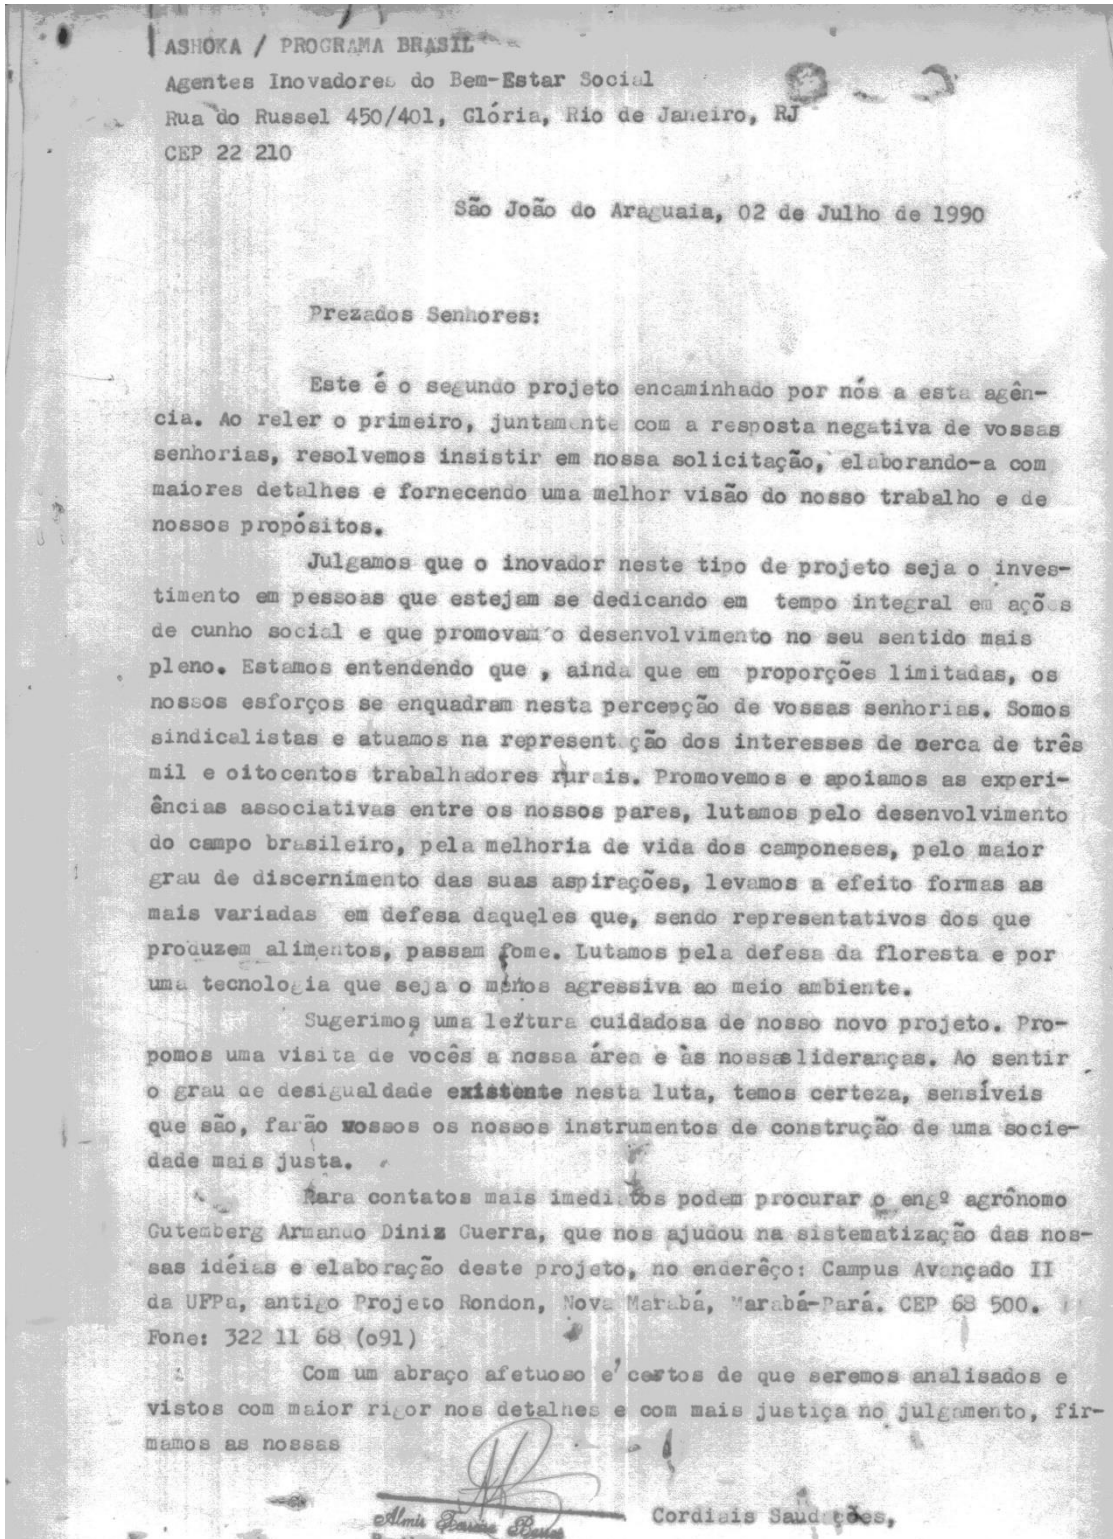 ASHOKA / PROGRAMA BRASIL
Agentes Inovadores do Bem-Estar Social
Rua do Russel 450/401, Glória, Rio de Janeiro, RJ
CEP 22 210
São João do Araguaia, 02 de Julho de 1990
Prezados Senhores:
Este é o segundo projeto encaminhado por nós a esta agên-
cia. Ao reler o primeiro, juntamente com a resposta negativa de vossas
senhorias, resolvemos insistir em nossa solicitação, elaborando-a com
maiores detalhes e fornecendo uma melhor visão do nosso trabalho e de
nossos propósitos.
Julgamos que o inovador neste tipo de projeto seja o inves-
timento em pessoas que estejam se dedicando em tempo integral em ações
de cunho social e que promovam o desenvolvimento no seu sentido mais
pleno. Estamos entendendo que , ainda que em proporções limitadas, os
nossos esforços se enquadram nesta percepção de vossas senhorias. Somos
sindicalistas e atuamos na representação dos interesses de cerca de três
mil e oitocentos trabalhadores rurais. Promovemos e apoiamos as experi-
ências associativas entre os nossos pares, lutamos pelo desenvolvimento
do campo brasileiro, pela melhoria de vida dos camponeses, pelo maior
grau de discernimento das suas aspirações, levamos a efeito formas as
mais variadas em defesa daqueles que, sendo representativos dos que
produzem alimentos, passam fome. Lutamos pela defesa da floresta e por
uma tecnologia que seja o menos agressiva ao meio ambiente.
Sugerimos uma leitura cuidadosa de nosso novo projeto. Pro-
pomos uma visita de vocês a nossa área e às nossas lideranças. Ao sentir
o grau de desigualdade existente nesta luta, temos certeza, sensíveis
que são, farão vossos os nossos instrumentos de construção de uma socie-
dade mais justa.
Para contatos mais imediatos podem procurar o engº agrônomo
Gutemberg Armando Diniz Guerra, que nos ajudou na sistematização das nos-
sas idéias e elaboração deste projeto, no enderêço: Campus Avançado II
da UFPa, antigo Projeto Rondon, Nova Marabá, Marabá-Pará. CEP 68 500.
Fone: 322 11 68 (o91)
Com um abraço afetuoso e certos de que seremos analisados e
vistos com maior rigor nos detalhes e com mais justiça no julgamento, fir-
mamos as nossas
Cordiais Saudações,
Almir